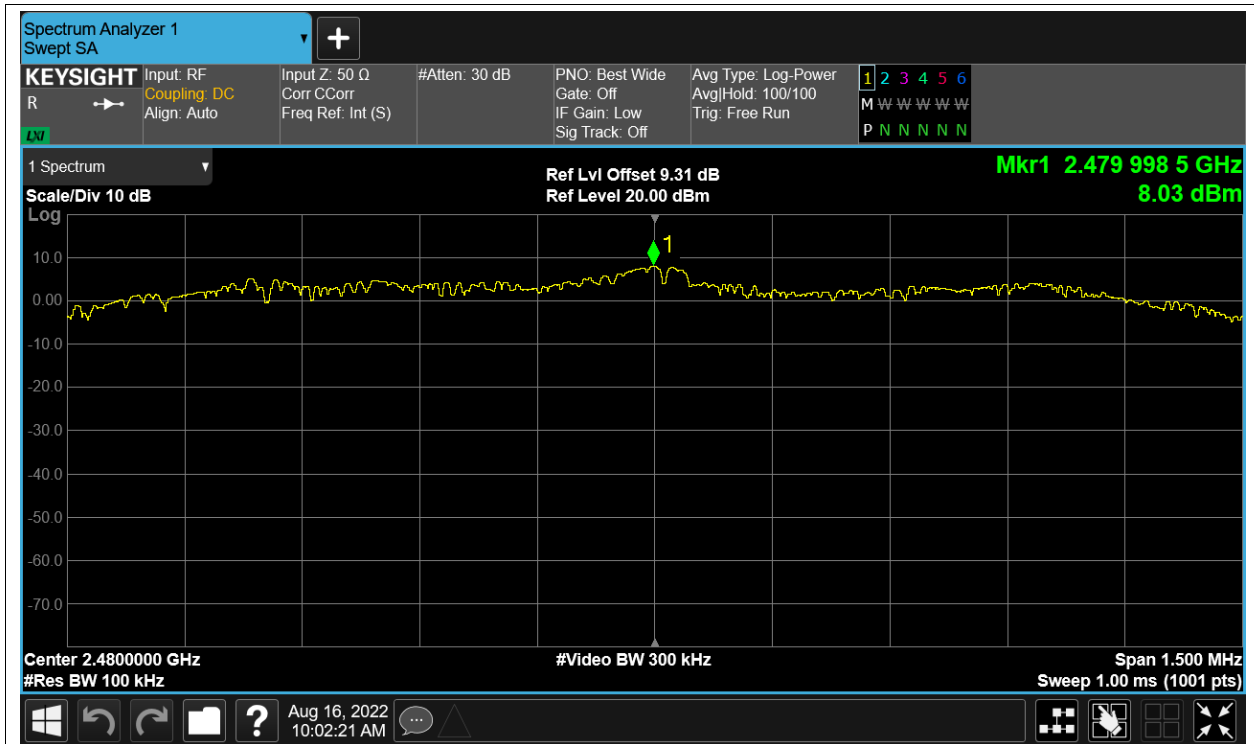 Spectrum Analyzer 1
Swept SA
+
KEYSIGHT
R
LXI
Input: RF
Coupling: DC
Align: Auto
Input Z: 50 Ω
Corr CCorr
Freq Ref: Int (S)
#Atten: 30 dB
PNO: Best Wide
Gate: Off
IF Gain: Low
Sig Track: Off
Avg Type: Log-Power
Avg|Hold: 100/100
Trig: Free Run
1 2 3 4 5 6
M W W W W W
P N N N N N
1 Spectrum
Scale/Div 10 dB
Log
Ref Lvl Offset 9.31 dB
Ref Level 20.00 dBm
Mkr1 2.479 998 5 GHz
8.03 dBm
1
10.0
0.00
-10.0
-20.0
-30.0
-40.0
-50.0
-60.0
-70.0
Center 2.4800000 GHz
#Res BW 100 kHz
#Video BW 300 kHz
Span 1.500 MHz
Sweep 1.00 ms (1001 pts)
?
Aug 16, 2022
10:02:21 AM